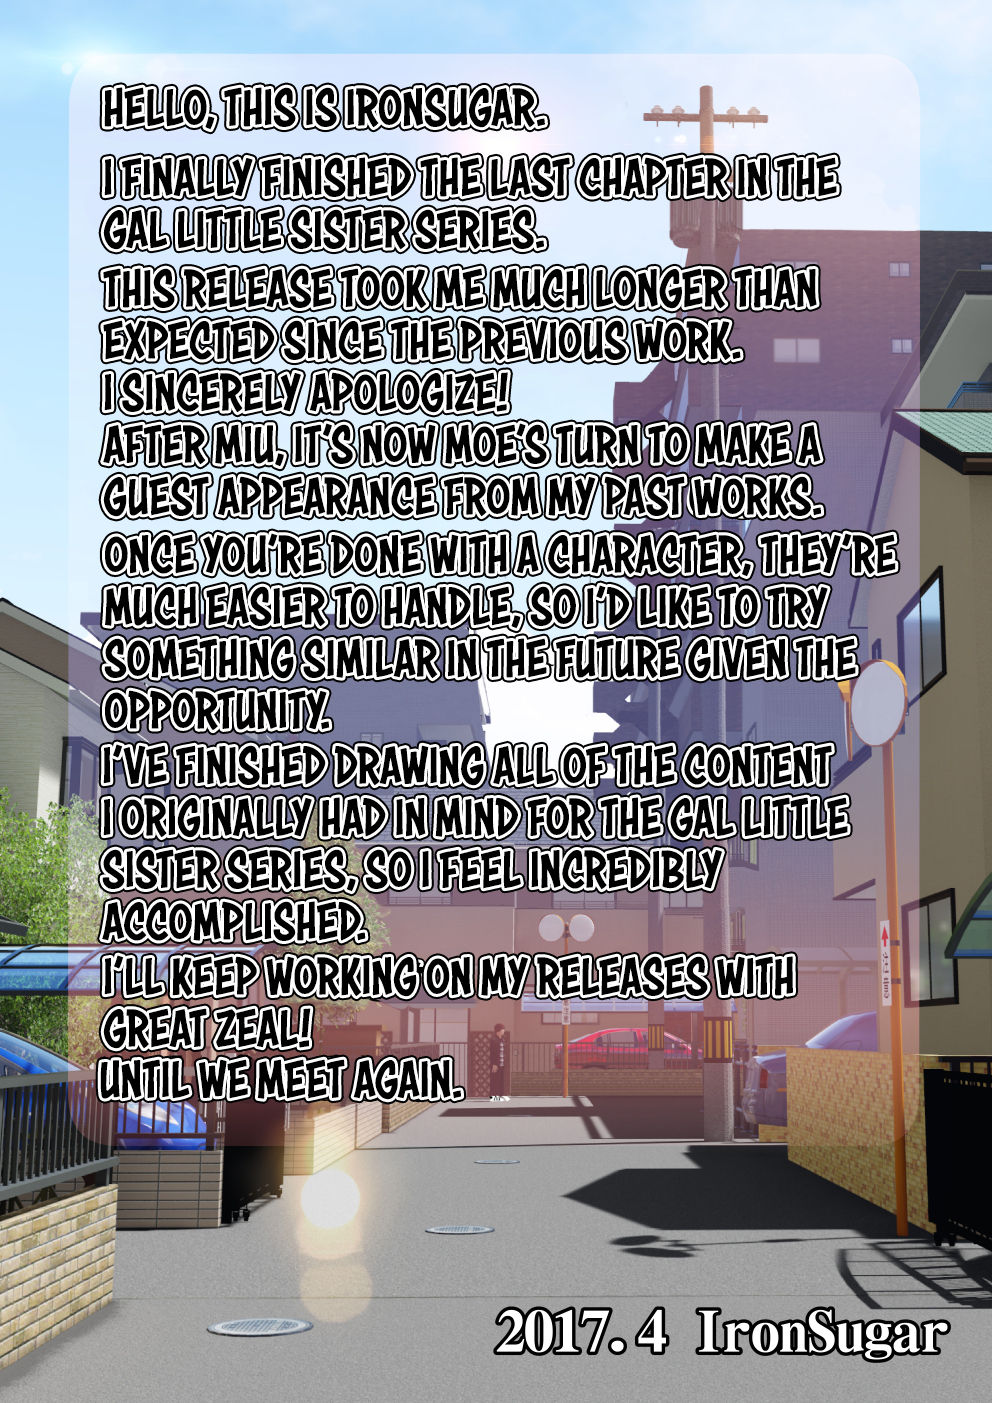 HELLO, THIS IS IRONSUGAR.
I FINALLY FINISHED THE LAST CHAPTER IN THE
GAL LITTLE SISTER SERIES.
THIS RELEASE TOOK ME MUCH LONGER THAN
EXPECTED SINCE THE PREVIOUS WORK.
I SINCERELY APOLOGIZE!
AFTER MIU, IT'S NOW MOE'S TURN TO MAKE A
GUEST APPEARANCE FROM MY PAST WORKS.
ONCE YOU'RE DONE WITH A CHARACTER, THEY'RE
MUCH EASIER TO HANDLE, SO I'D LIKE TO TRY
SOMETHING SIMILAR IN THE FUTURE GIVEN THE
OPPORTUNITY.
I'VE FINISHED DRAWING ALL OF THE CONTENT
I ORIGINALLY HAD IN MIND FOR THE GAL LITTLE
SISTER SERIES, SO I FEEL INCREDIBLY
ACCOMPLISHED.
I'LL KEEP WORKING ON MY RELEASES WITH
GREAT ZEAL!
UNTIL WE MEET AGAIN.
2017. 4 IronSugar